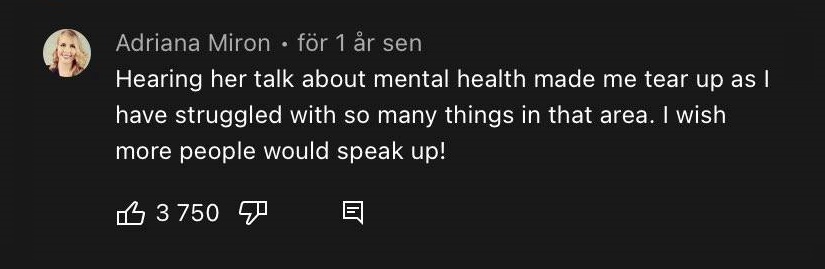 Adriana Miron • för 1 år sen
Hearing her talk about mental health made me tear up as I
have struggled with so many things in that area. I wish
more people would speak up!
3 750